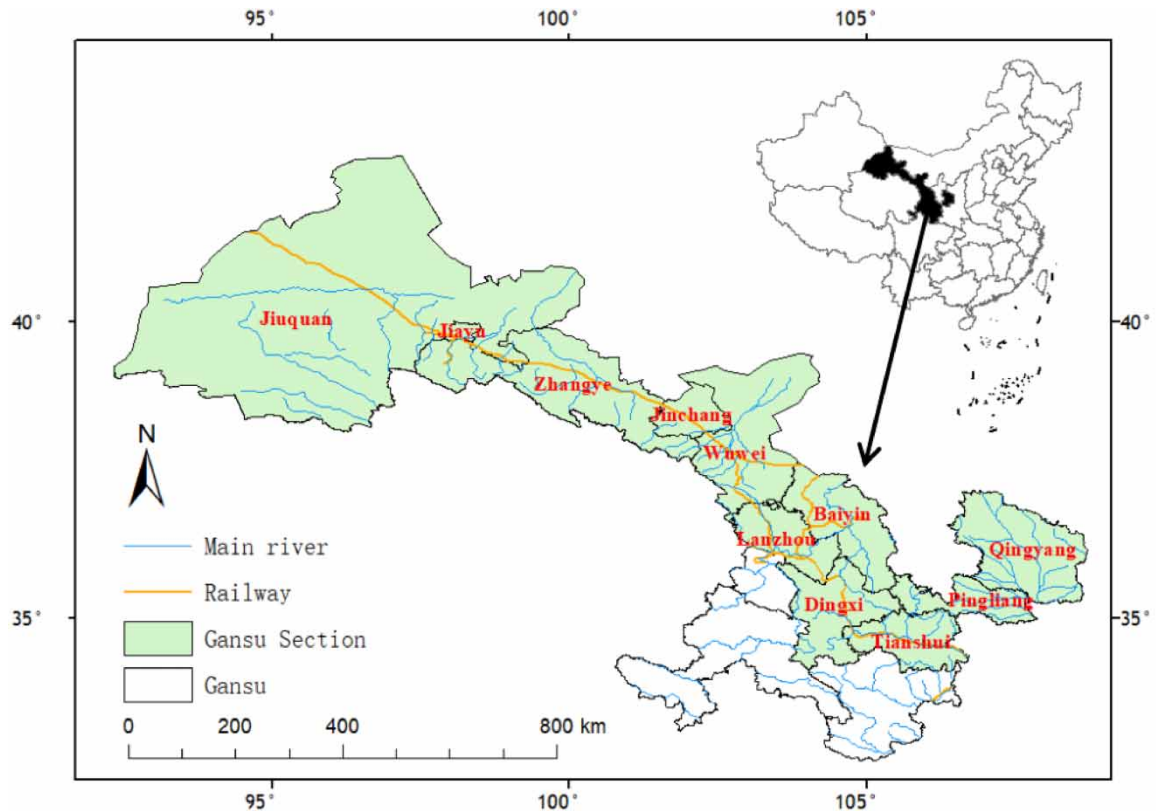 95° 100° 105°
40° 40°
Jiuquan
Jiayu
Zhangye
Jinchang
Wuwei
Baiyin
Lanzhou
Qingyang
Dingxi
Pingliang
Tianshui
35° 35°
N
Main river
Railway
Gansu Section
Gansu
0 200 400 800 km
95° 100° 105°